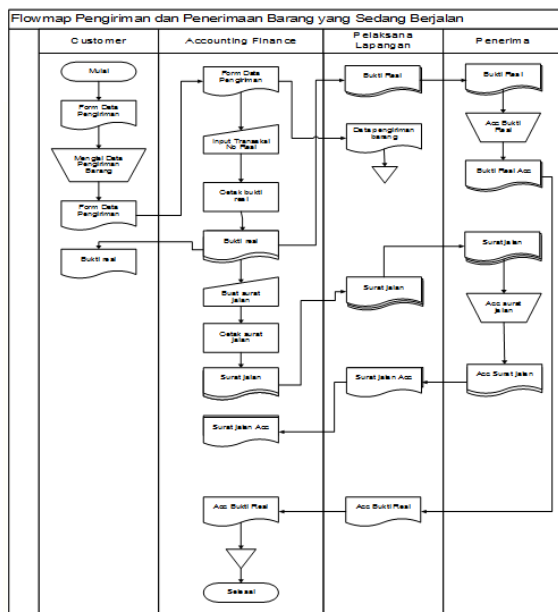 Flowmap Pengiriman dan Penerimaan Barang yang Sedang Berjalan
Customer
Accounting Finance
Pelaksana
Lapangan
Penerima
Mulai
Form Data
Pengiriman
Mengisi Data
Pengiriman
Barang
Form Data
Pengiriman
Bukti resi
Form Data
Pengiriman
Input Transaksi
No Resi
Cetak bukti
resi
Bukti resi
Buat surat
jalan
Cetak surat
jalan
Surat jalan
Surat jalan Acc
Acc Bukti Resi
Selesai
Bukti Resi
Data pengiriman
barang
Surat jalan
Surat jalan Acc
Acc Bukti Resi
Bukti Resi
Acc Bukti
Resi
Bukti Resi Acc
Surat jalan
Acc surat
jalan
Acc Surat jalan